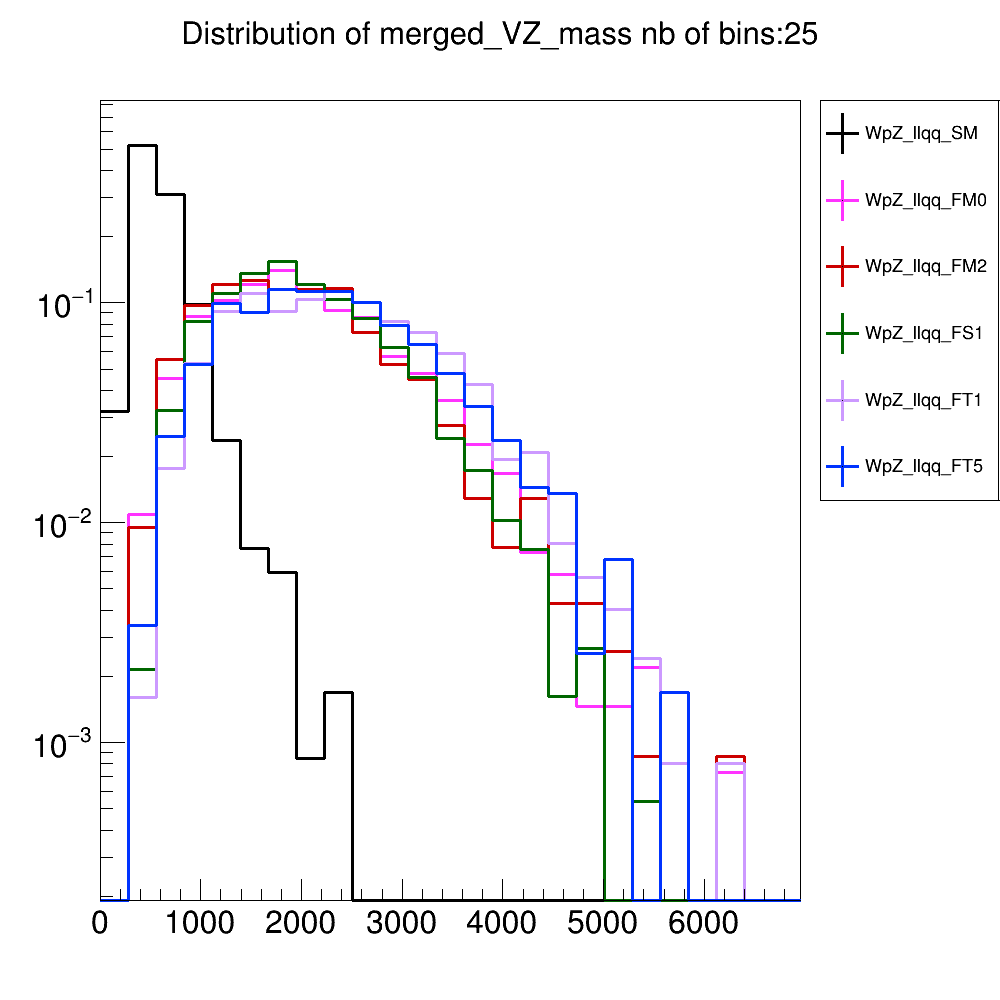 Distribution of merged_VZ_mass nb of bins:25
WpZ_llqq_SM
WpZ_llqq_FM0
WpZ_llqq_FM2
WpZ_llqq_FS1
WpZ_llqq_FT1
WpZ_llqq_FT5
10⁻¹
10⁻²
10⁻³
0 1000 2000 3000 4000 5000 6000